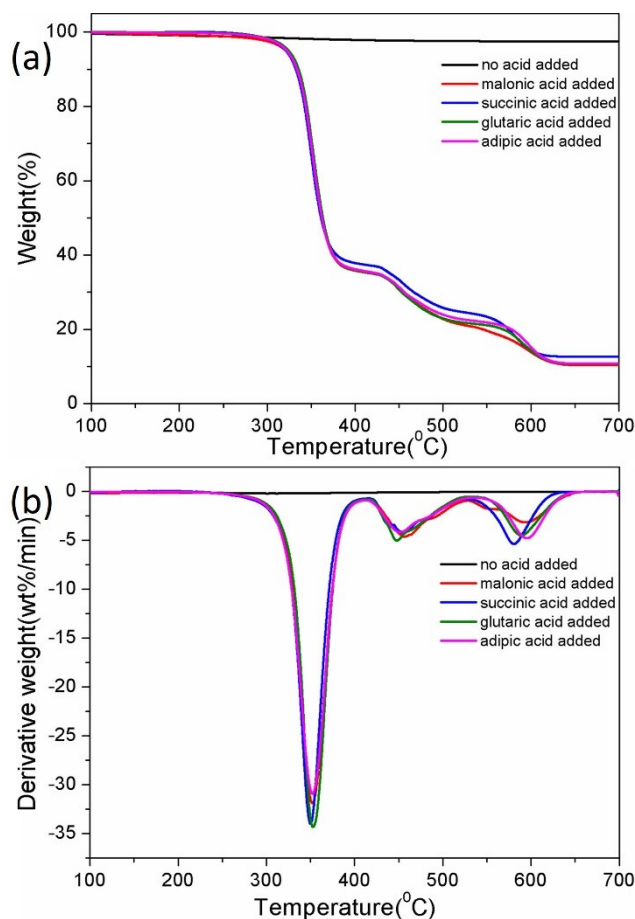 (a)
100
80
60
40
20
0
Weight(%)
no acid added
malonic acid added
succinic acid added
glutaric acid added
adipic acid added
100 200 300 400 500 600 700
Temperature(⁰C)
(b)
0
-5
-10
-15
-20
-25
-30
-35
Derivative weight(wt%/min)
no acid added
malonic acid added
succinic acid added
glutaric acid added
adipic acid added
100 200 300 400 500 600 700
Temperature(⁰C)